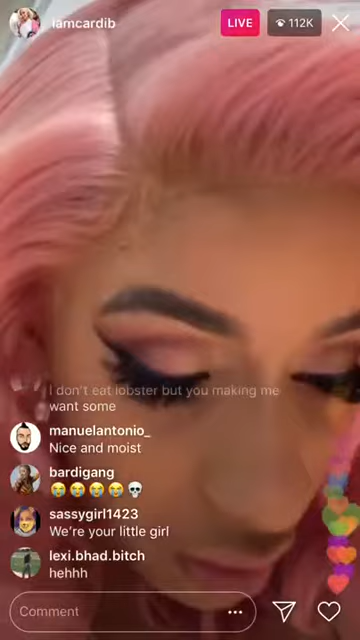 iamcardib
LIVE
112K
I don't eat lobster but you making me
want some
manuelantonio_
Nice and moist
bardigang
😭😭😭😭💀
sassygirl1423
We're your little girl
lexi.bhad.bitch
hehhh
Comment